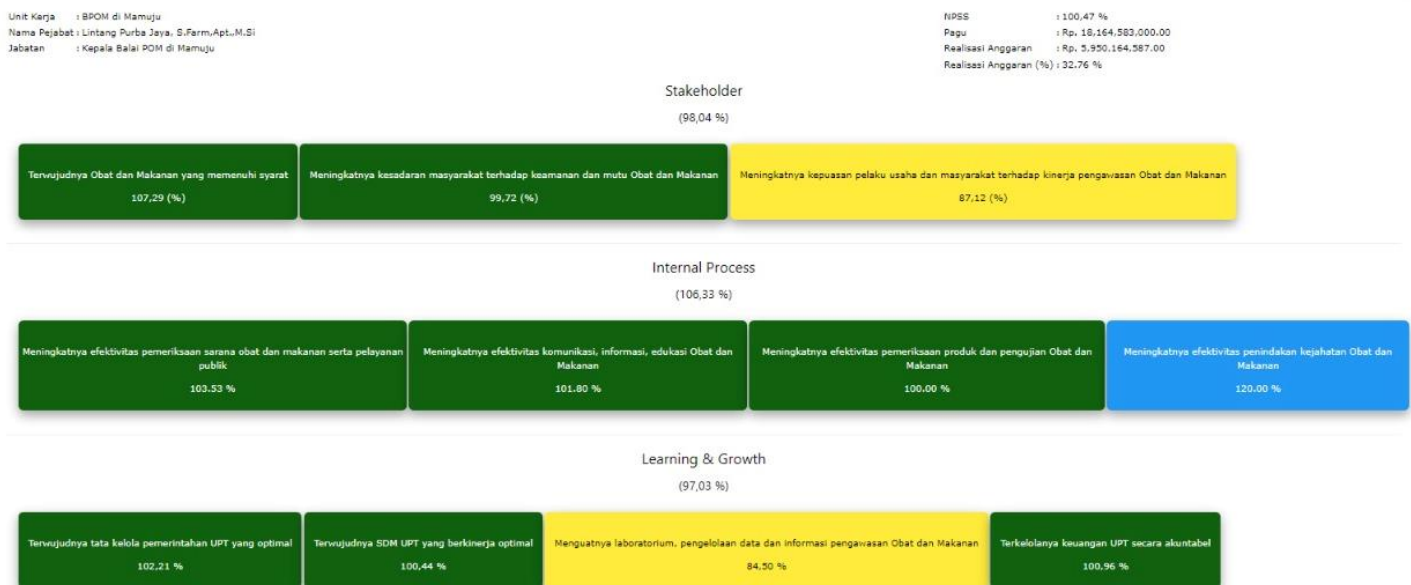 Unit Kerja : BPOM di Mamuju
Nama Pejabat : Lintang Purba Jaya, S.Farm,Apt.,M.Si
Jabatan : Kepala Balai POM di Mamuju
NPSS : 100,47 %
Pagu : Rp. 18,164,583,000.00
Realisasi Anggaran : Rp. 5,950,164,587.00
Realisasi Anggaran (%) : 32.76 %
Stakeholder
(98,04 %)
Terwujudnya Obat dan Makanan yang memenuhi syarat
107,29 (%)
Meningkatnya kesadaran masyarakat terhadap keamanan dan mutu Obat dan Makanan
99,72 (%)
Meningkatnya kepuasan pelaku usaha dan masyarakat terhadap kinerja pengawasan Obat dan Makanan
87,12 (%)
Internal Process
(106,33 %)
Meningkatnya efektivitas pemeriksaan sarana obat dan makanan serta pelayanan
publik
103.53 %
Meningkatnya efektivitas komunikasi, informasi, edukasi Obat dan
Makanan
101.80 %
Meningkatnya efektivitas pemeriksaan produk dan pengujian Obat dan
Makanan
100.00 %
Meningkatnya efektivitas penindakan kejahatan Obat dan
Makanan
120.00 %
Learning & Growth
(97,03 %)
Terwujudnya tata kelola pemerintahan UPT yang optimal
102,21 %
Terwujudnya SDM UPT yang berkinerja optimal
100,44 %
Menguatnya laboratorium, pengelolaan data dan informasi pengawasan Obat dan Makanan
84,50 %
Terkelolanya keuangan UPT secara akuntabel
100,96 %